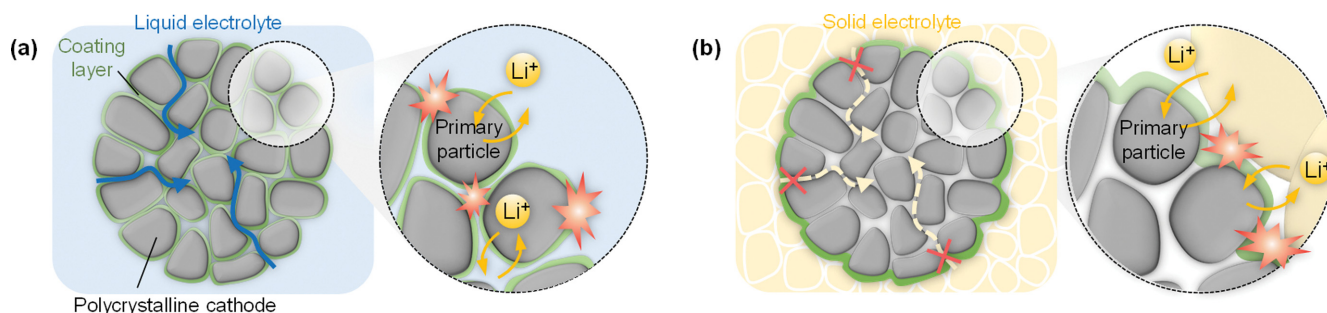 (a)
Liquid electrolyte
Coating
layer
Polycrystalline cathode
Li⁺
Primary
particle
Li⁺
(b)
Solid electrolyte
Li⁺
Primary
particle
Li⁺